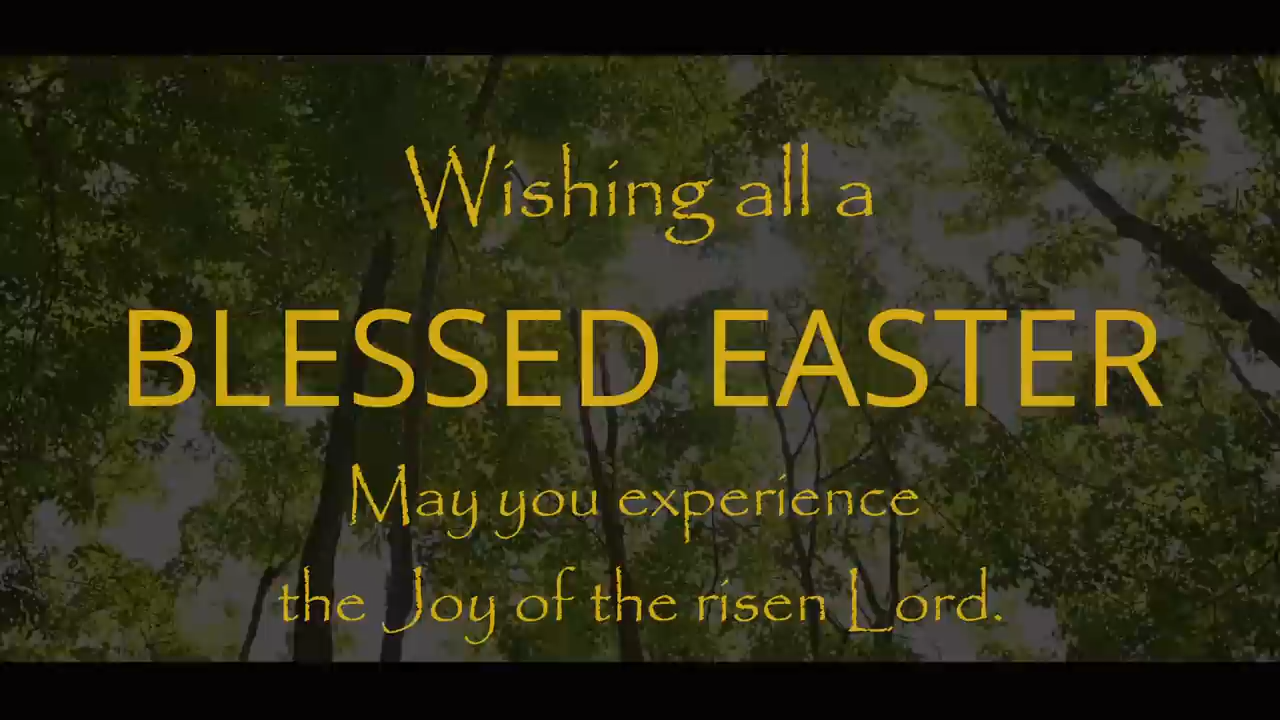 Wishing all a
BLESSED EASTER
May you experience
the Joy of the risen Lord.